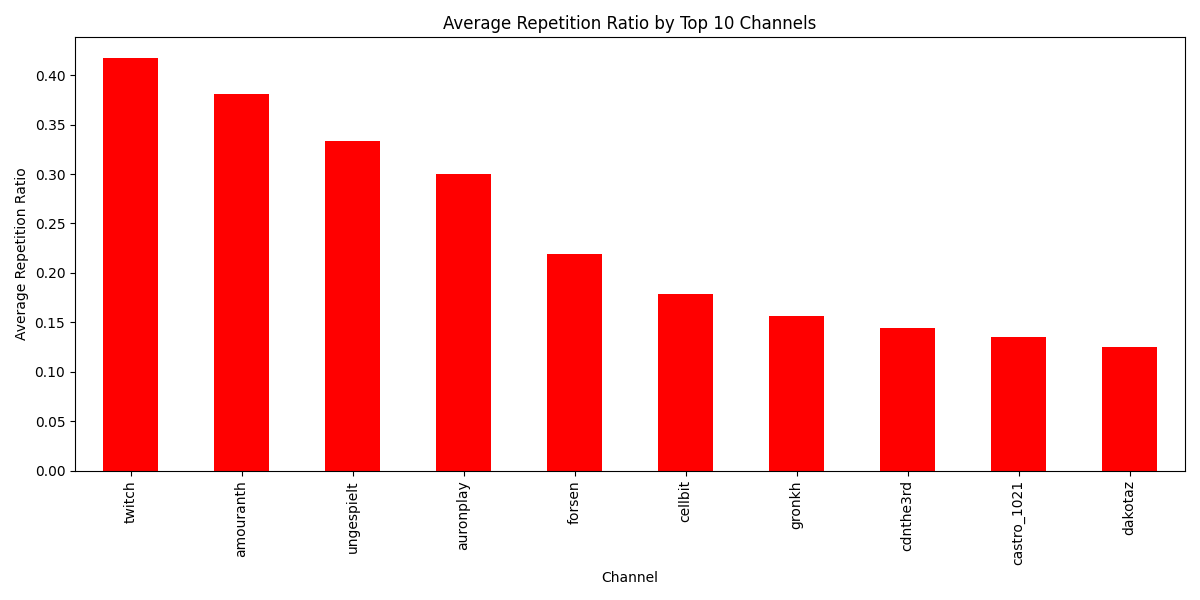 Average Repetition Ratio by Top 10 Channels
Average Repetition Ratio
0.40
0.35
0.30
0.25
0.20
0.15
0.10
0.05
0.00
twitch
amouranth
ungespielt
auronplay
forsen
cellbit
gronkh
cdnthe3rd
castro_1021
dakotaz
Channel